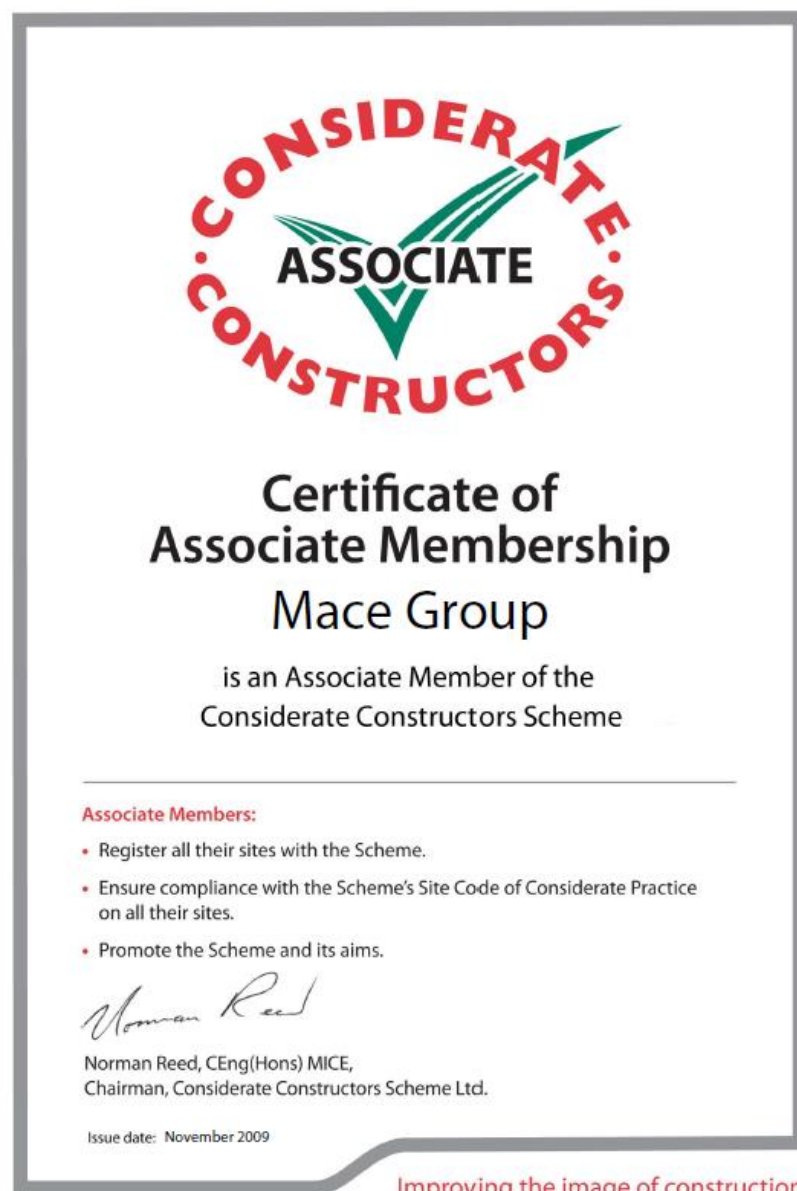 · CONSIDERATE ·
CONSTRUCTORS
ASSOCIATE
Certificate of
Associate Membership
Mace Group
is an Associate Member of the
Considerate Constructors Scheme
Associate Members:
• Register all their sites with the Scheme.
• Ensure compliance with the Scheme's Site Code of Considerate Practice
on all their sites.
• Promote the Scheme and its aims.
Norman Reed
Norman Reed, CEng(Hons) MICE,
Chairman, Considerate Constructors Scheme Ltd.
Issue date: November 2009
Improving the image of construction